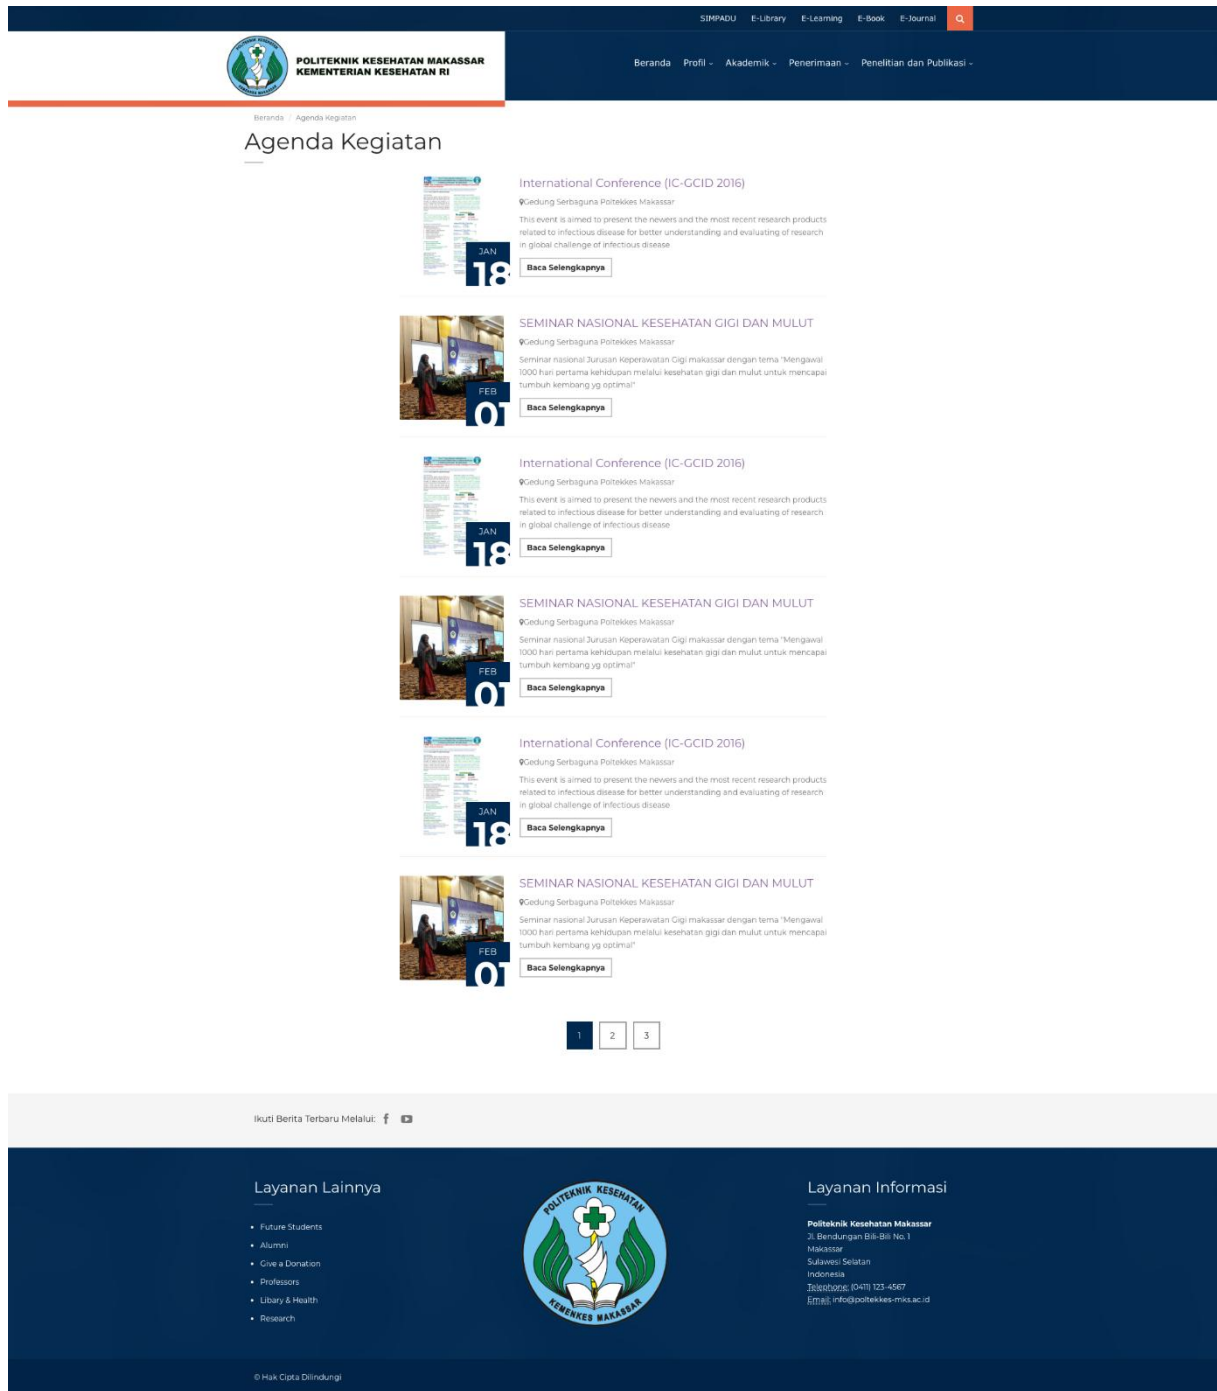 SIMPADU E-Library E-Learning E-Book E-Journal
POLITEKNIK KESEHATAN MAKASSAR
KEMENTERIAN KESEHATAN RI
Beranda Profil Akademik Penerimaan Penelitian dan Publikasi
Beranda / Agenda Kegiatan
Agenda Kegiatan
International Conference (IC-GCID 2016)
Gedung Serbaguna Poltekkes Makassar
This event is aimed to present the newers and the most recent research products
related to infectious disease for better understanding and evaluating of research
in global challenge of infectious disease
JAN
18
Baca Selengkapnya
SEMINAR NASIONAL KESEHATAN GIGI DAN MULUT
Gedung Serbaguna Poltekkes Makassar
Seminar nasional Jurusan Keperawatan Gigi makassar dengan tema "Mengawal
1000 hari pertama kehidupan melalui kesehatan gigi dan mulut untuk mencapai
tumbuh kembang yg optimal"
FEB
01
Baca Selengkapnya
International Conference (IC-GCID 2016)
Gedung Serbaguna Poltekkes Makassar
This event is aimed to present the newers and the most recent research products
related to infectious disease for better understanding and evaluating of research
in global challenge of infectious disease
JAN
18
Baca Selengkapnya
SEMINAR NASIONAL KESEHATAN GIGI DAN MULUT
Gedung Serbaguna Poltekkes Makassar
Seminar nasional Jurusan Keperawatan Gigi makassar dengan tema "Mengawal
1000 hari pertama kehidupan melalui kesehatan gigi dan mulut untuk mencapai
tumbuh kembang yg optimal"
FEB
01
Baca Selengkapnya
International Conference (IC-GCID 2016)
Gedung Serbaguna Poltekkes Makassar
This event is aimed to present the newers and the most recent research products
related to infectious disease for better understanding and evaluating of research
in global challenge of infectious disease
JAN
18
Baca Selengkapnya
SEMINAR NASIONAL KESEHATAN GIGI DAN MULUT
Gedung Serbaguna Poltekkes Makassar
Seminar nasional Jurusan Keperawatan Gigi makassar dengan tema "Mengawal
1000 hari pertama kehidupan melalui kesehatan gigi dan mulut untuk mencapai
tumbuh kembang yg optimal"
FEB
01
Baca Selengkapnya
1 2 3
Ikuti Berita Terbaru Melalui:
Layanan Lainnya
• Future Students
• Alumni
• Give a Donation
• Professors
• Libary & Health
• Research
POLITEKNIK KESEHATAN
KEMENKES MAKASSAR
Layanan Informasi
Politeknik Kesehatan Makassar
Jl. Bendungan Bili-Bili No. 1
Makassar
Sulawesi Selatan
Indonesia
Telephone: (0411) 123-4567
Email: info@poltekkes-mks.ac.id
© Hak Cipta Dilindungi